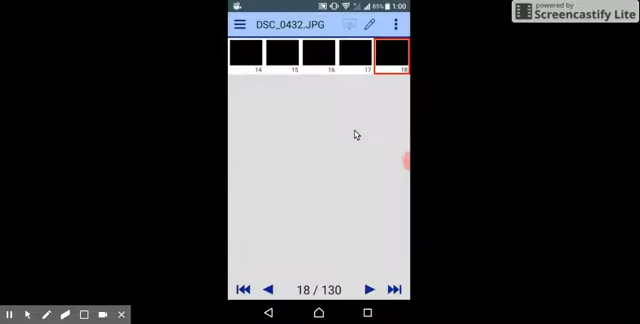 85% 1:00
DSC_0432.JPG
14 15 16 17 18
18 / 130
powered by
Screencastify Lite